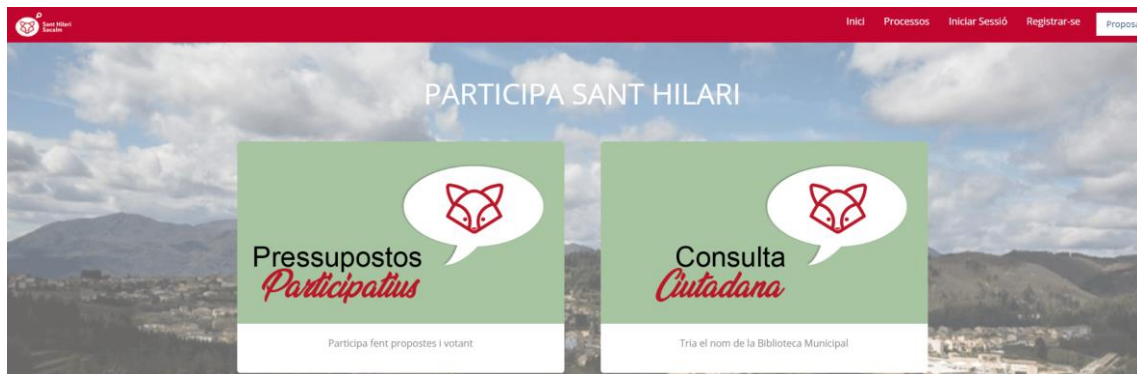 Sant Hilari
Sacalm
Inici Processos Iniciar Sessió Registrar-se
PARTICIPA SANT HILARI
Pressupostos
Participatius
Participa fent propostes i votant
Consulta
Ciutadana
Tria el nom de la Biblioteca Municipal